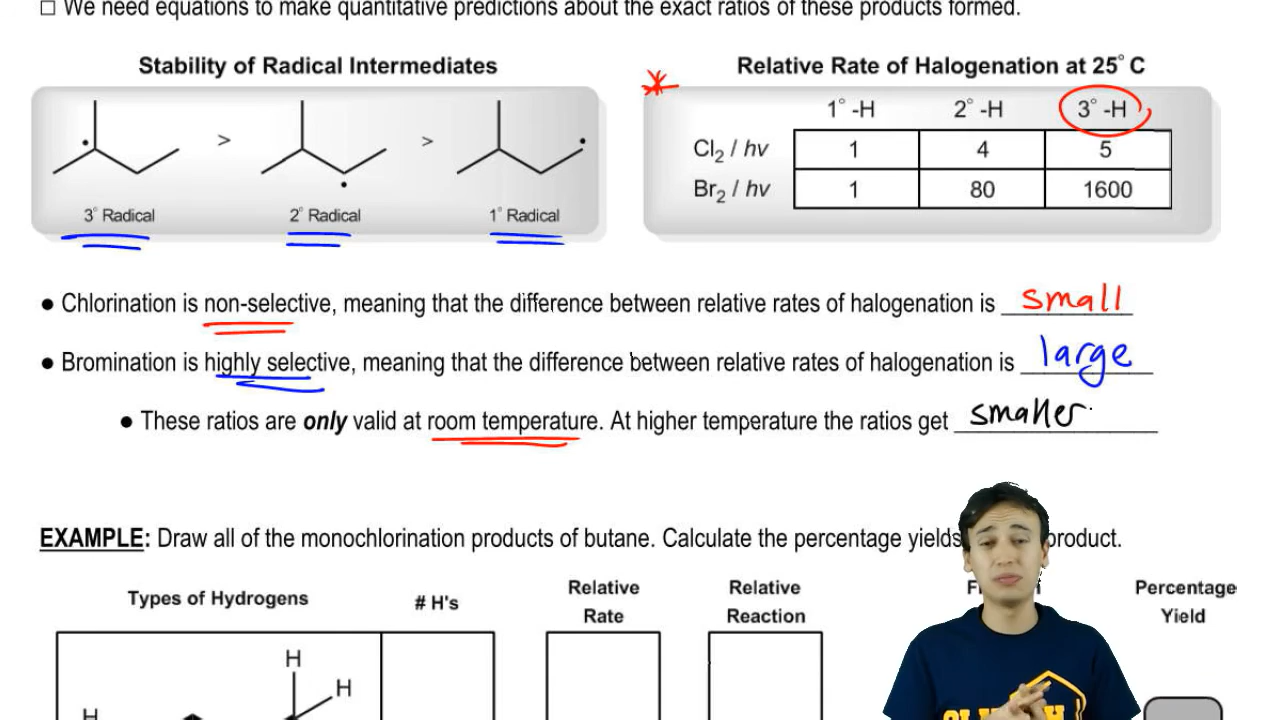 □ We need equations to make quantitative predictions about the exact ratios of these products formed.
Stability of Radical Intermediates
> >
3° Radical 2° Radical 1° Radical
Relative Rate of Halogenation at 25° C
1° -H 2° -H 3° -H
Cl₂ / hv 1 4 5
Br₂ / hv 1 80 1600
● Chlorination is non-selective, meaning that the difference between relative rates of halogenation is small
● Bromination is highly selective, meaning that the difference between relative rates of halogenation is large
● These ratios are only valid at room temperature. At higher temperature the ratios get smaller
EXAMPLE: Draw all of the monochlorination products of butane. Calculate the percentage yields product.
Types of Hydrogens # H's Relative Rate Relative Reaction Percentage Yield
H
H
H